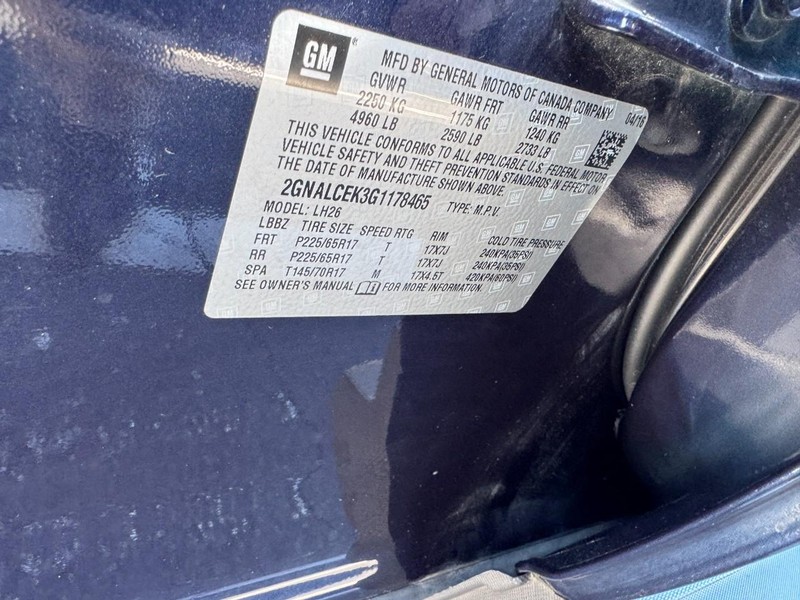 GM®
MFD BY GENERAL MOTORS OF CANADA COMPANY 04/16
GVWR GAWR FRT GAWR RR
2250 KG 1175 KG 1240 KG
4960 LB 2590 LB 2733 LB
THIS VEHICLE CONFORMS TO ALL APPLICABLE U.S. FEDERAL MOTOR
VEHICLE SAFETY AND THEFT PREVENTION STANDARDS IN EFFECT ON
THE DATE OF MANUFACTURE SHOWN ABOVE.
2GNALCEK3G1178465 TYPE: M.P.V.
MODEL: LH26
LBBZ TIRE SIZE SPEED RTG RIM COLD TIRE PRESSURE
FRT P225/65R17 T 17X7J 240KPA(35PSI)
RR P225/65R17 T 17X7J 240KPA(35PSI)
SPA T145/70R17 M 17X4.5T 420KPA(60PSI)
SEE OWNER'S MANUAL FOR MORE INFORMATION.